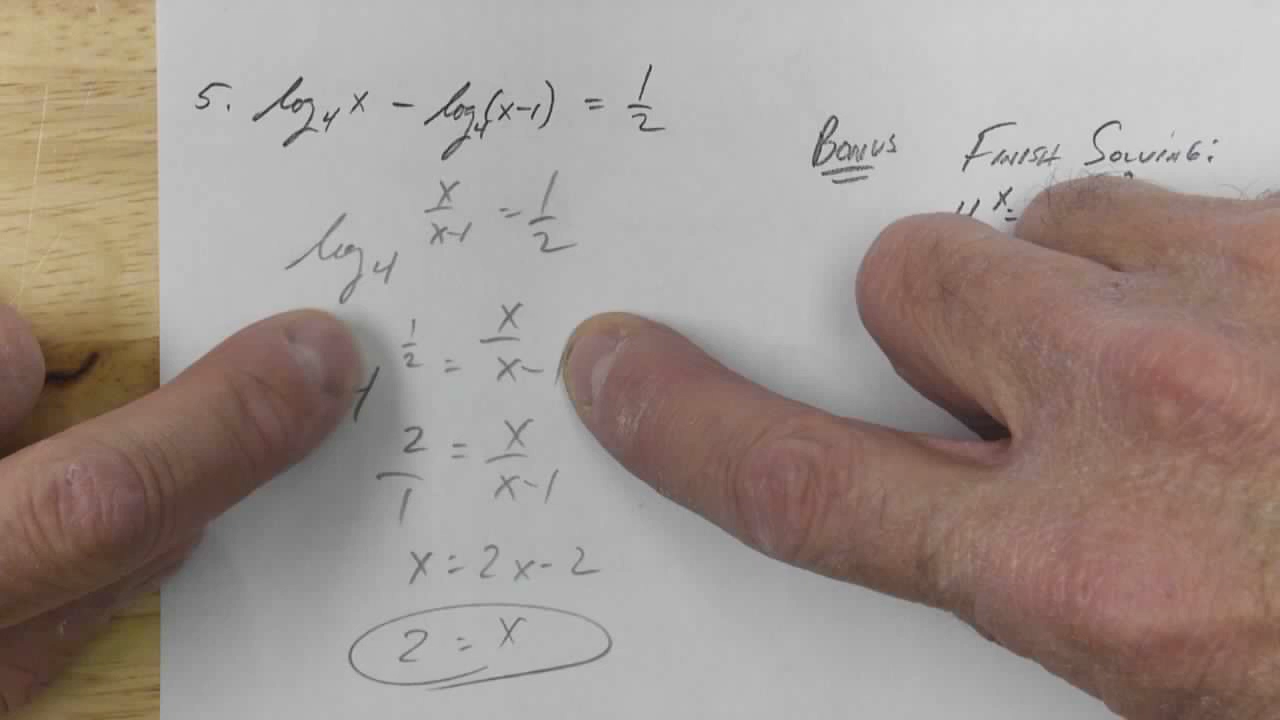 5. log₄ x - log₄(x-1) = 1/2
Bonus Finish Solving:
4^x =
log₄ x/(x-1) = 1/2
4^(1/2) = x/(x-1)
2/1 = x/(x-1)
x = 2x - 2
2 = x